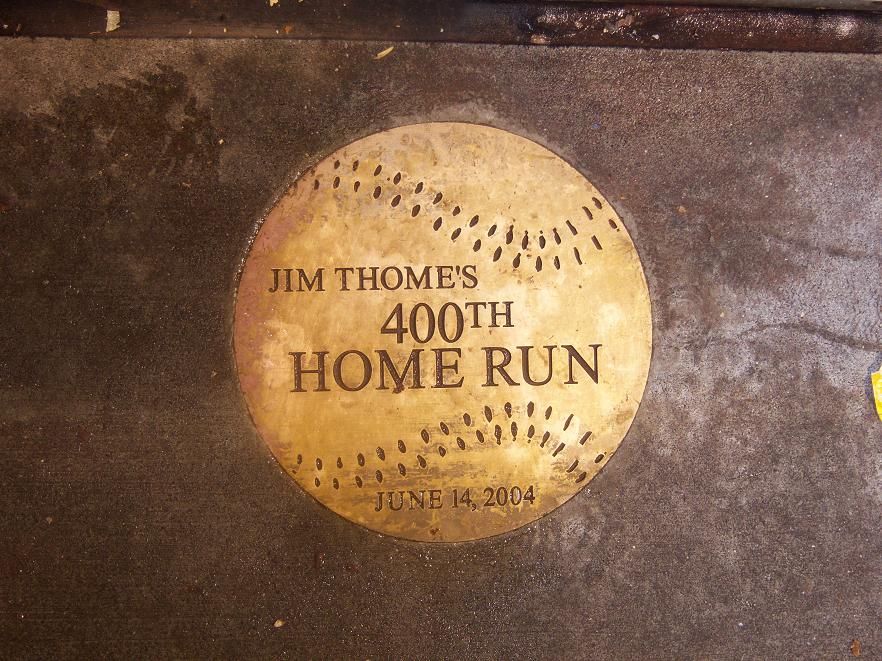 JIM THOME'S
400TH
HOME RUN
JUNE 14, 2004